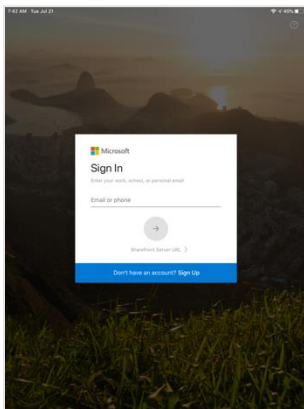 7:42 AM Tue Jul 21
45%
Microsoft
Sign In
Enter your work, school, or personal email
Email or phone
SharePoint Server URL
Don't have an account? Sign Up